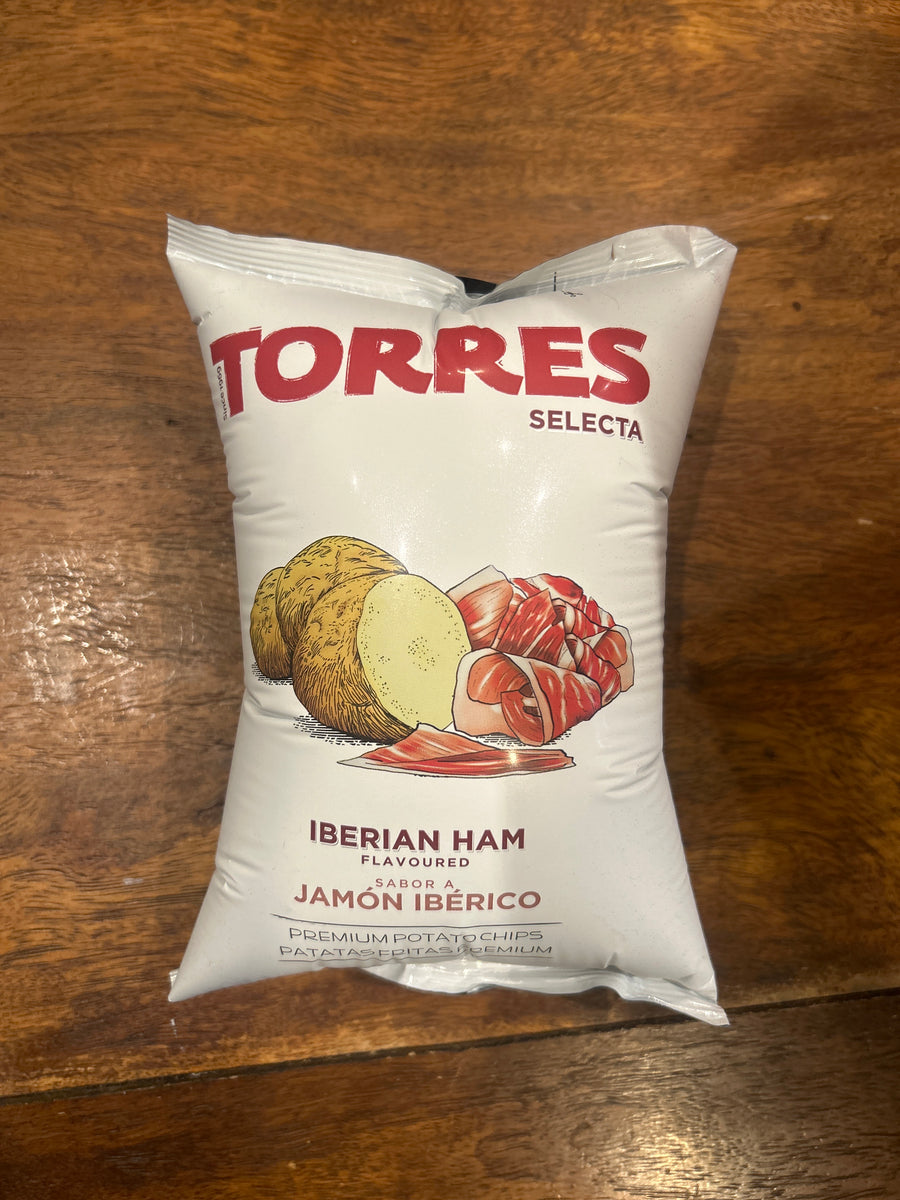 TORRES
SINCE 1969
SELECTA
IBERIAN HAM
FLAVOURED
SABOR A
JAMÓN IBÉRICO
PREMIUM POTATO CHIPS
PATATAS FRITAS PREMIUM